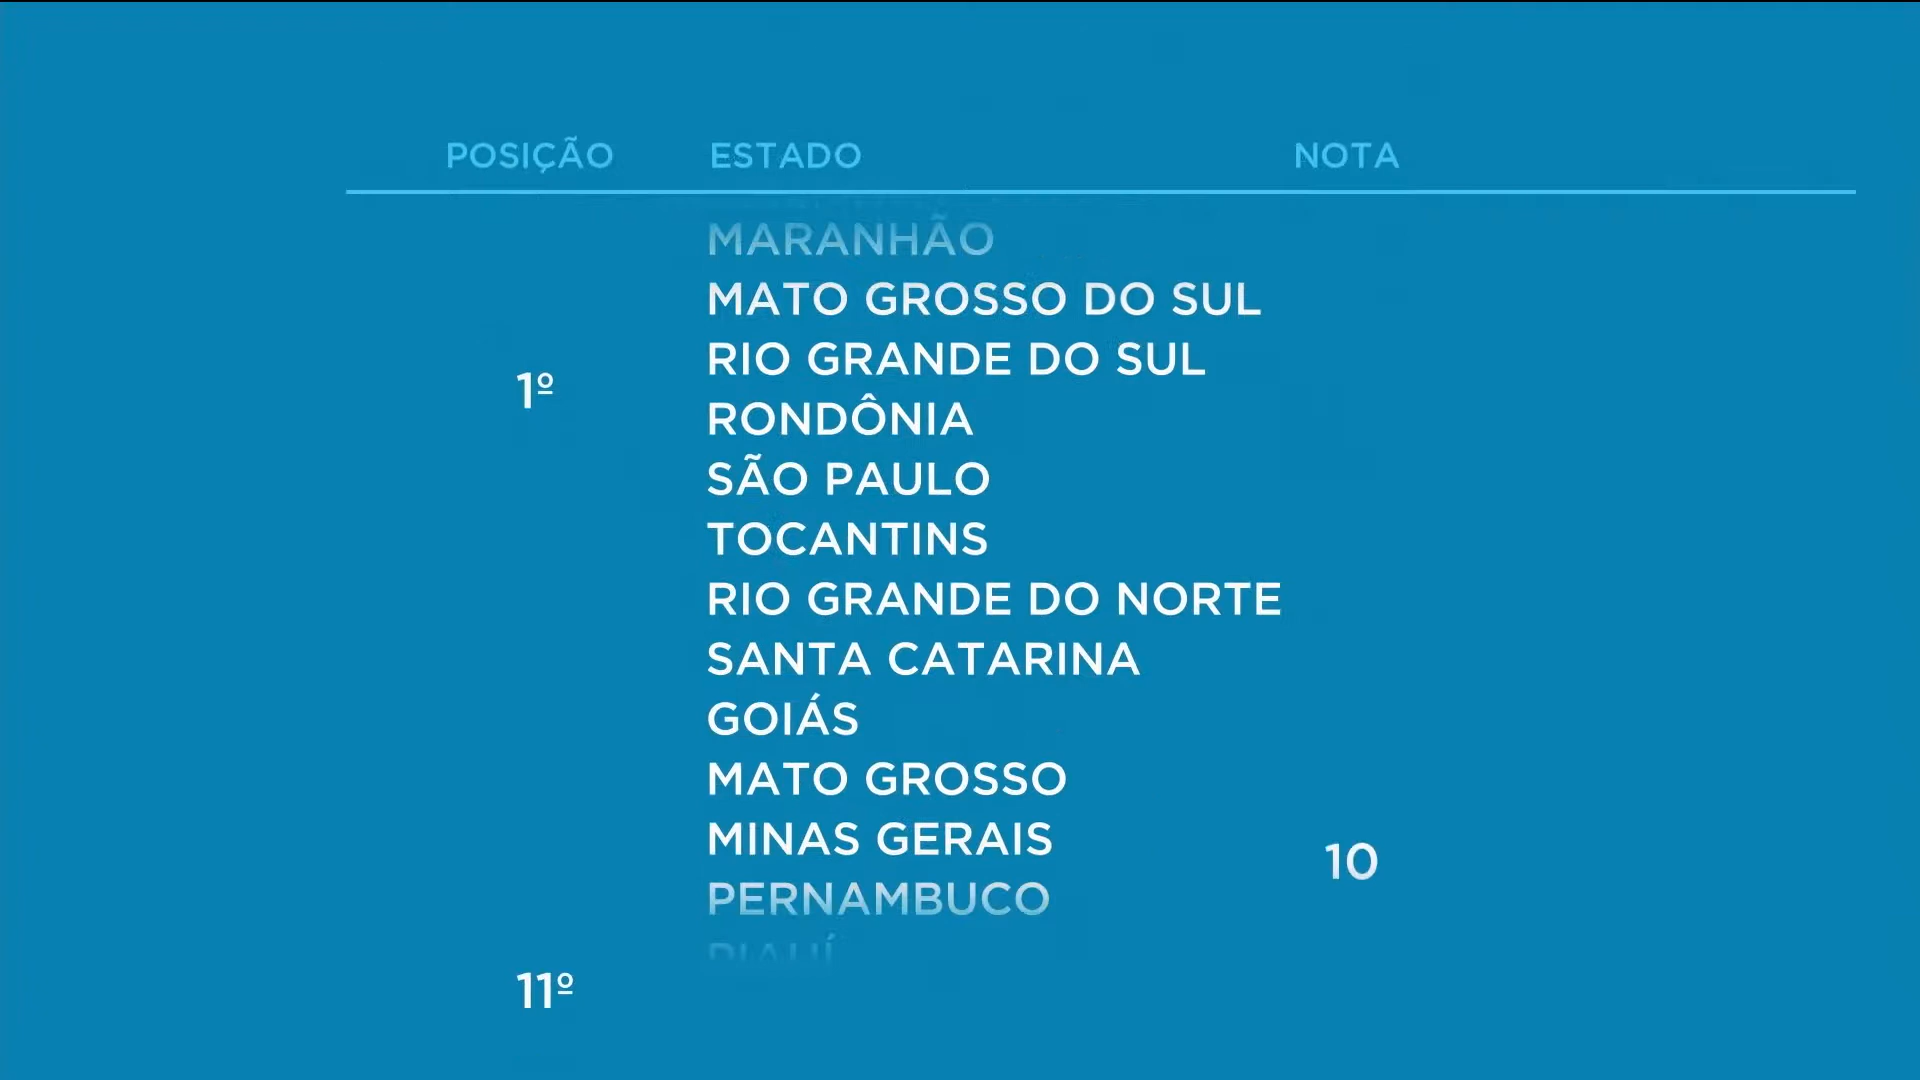 POSIÇÃO ESTADO NOTA
MARANHÃO
MATO GROSSO DO SUL
RIO GRANDE DO SUL
1º
RONDÔNIA
SÃO PAULO
TOCANTINS
RIO GRANDE DO NORTE
SANTA CATARINA
GOIÁS
MATO GROSSO
MINAS GERAIS
10
PERNAMBUCO
PIAUÍ
11º